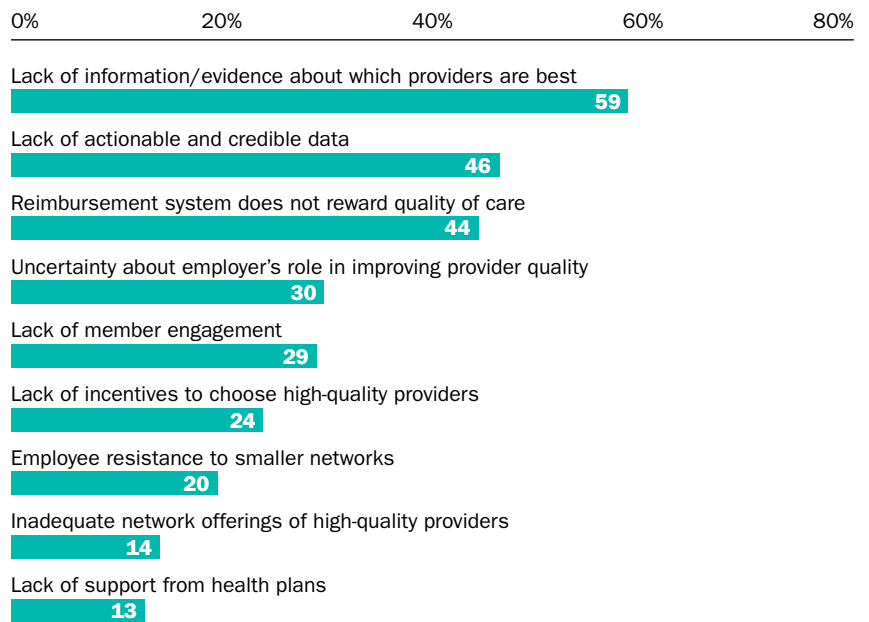 0% 20% 40% 60% 80%
Lack of information/evidence about which providers are best
59
Lack of actionable and credible data
46
Reimbursement system does not reward quality of care
44
Uncertainty about employer’s role in improving provider quality
30
Lack of member engagement
29
Lack of incentives to choose high-quality providers
24
Employee resistance to smaller networks
20
Inadequate network offerings of high-quality providers
14
Lack of support from health plans
13